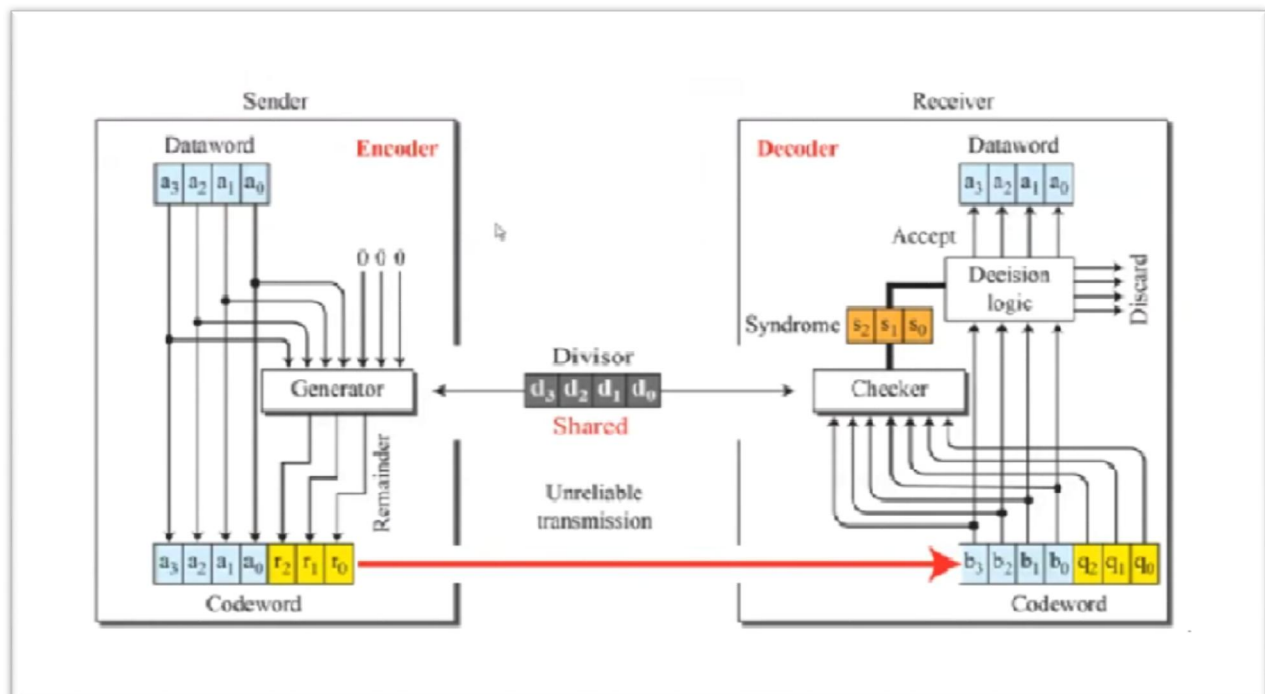 Sender
Encoder
Dataword
a3 a2 a1 a0
0 0 0
Generator
Remainder
a3 a2 a1 a0 r2 r1 r0
Codeword
Divisor
d3 d2 d1 d0
Shared
Unreliable
transmission
Receiver
Decoder
Dataword
a3 a2 a1 a0
Accept
Decision
logic
Discard
Syndrome
s2 s1 s0
Checker
b3 b2 b1 b0 q2 q1 q0
Codeword